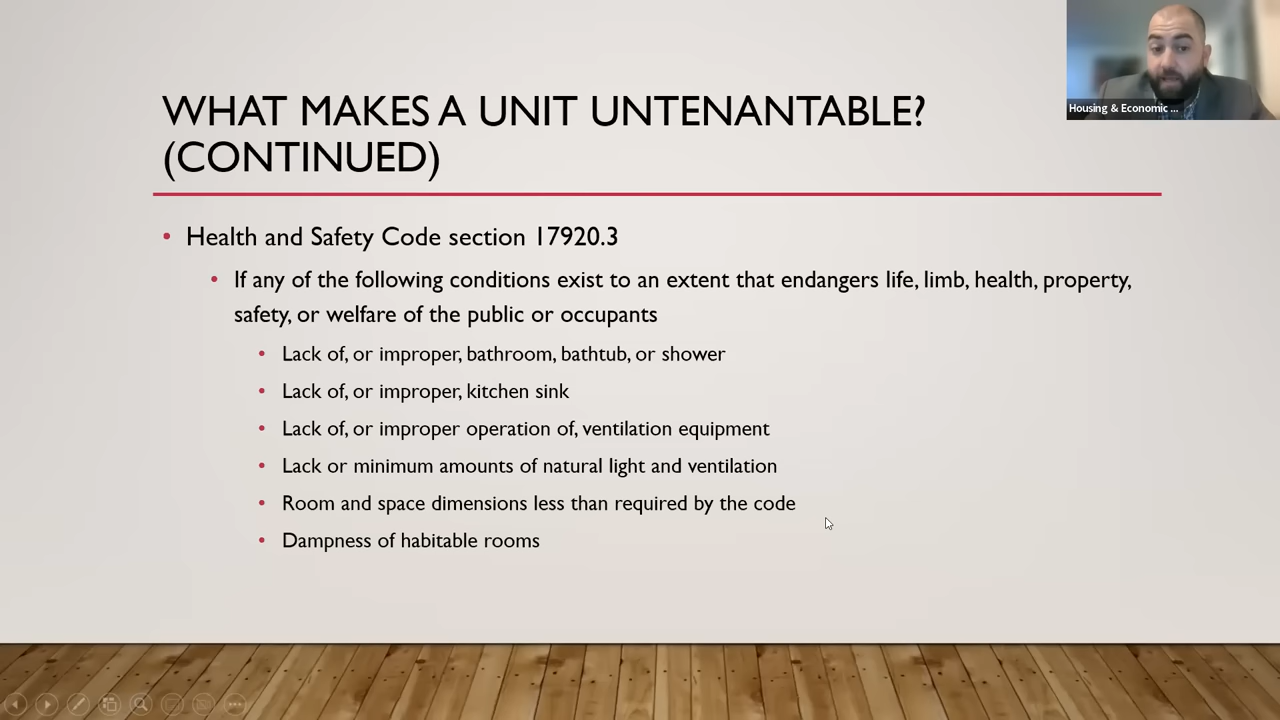 WHAT MAKES A UNIT UNTENANTABLE?
(CONTINUED)
Housing & Economic ...
• Health and Safety Code section 17920.3
• If any of the following conditions exist to an extent that endangers life, limb, health, property,
safety, or welfare of the public or occupants
• Lack of, or improper, bathroom, bathtub, or shower
• Lack of, or improper, kitchen sink
• Lack of, or improper operation of, ventilation equipment
• Lack or minimum amounts of natural light and ventilation
• Room and space dimensions less than required by the code
• Dampness of habitable rooms